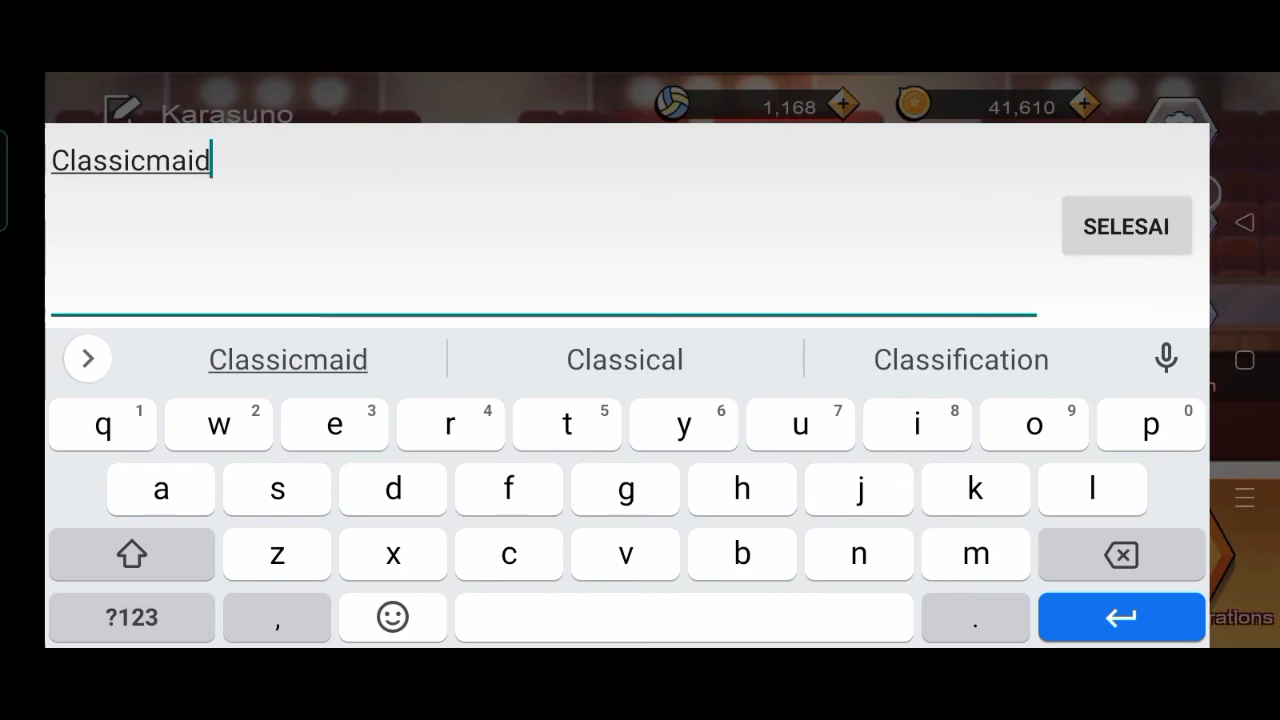 Karasuno 1,168 41,610
Classicmaid
SELESAI
Classicmaid Classical Classification
q 1 w 2 e 3 r 4 t 5 y 6 u 7 i 8 o 9 p 0
a s d f g h j k l
z x c v b n m
?123 , .
rations